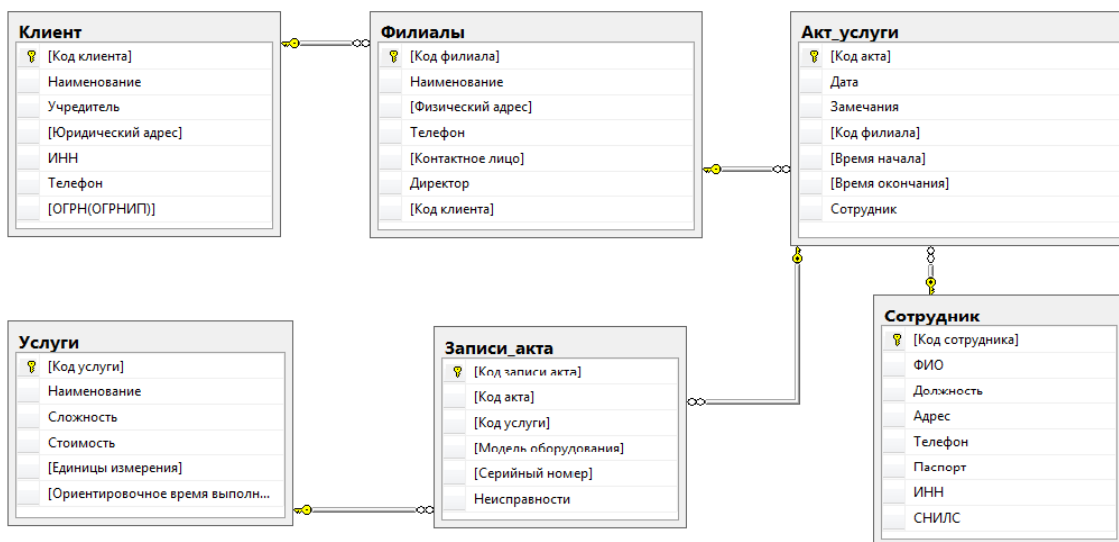 Клиент
[Код клиента]
Наименование
Учредитель
[Юридический адрес]
ИНН
Телефон
[ОГРН(ОГРНИП)]
Филиалы
[Код филиала]
Наименование
[Физический адрес]
Телефон
[Контактное лицо]
Директор
[Код клиента]
Акт_услуги
[Код акта]
Дата
Замечания
[Код филиала]
[Время начала]
[Время окончания]
Сотрудник
Услуги
[Код услуги]
Наименование
Сложность
Стоимость
[Единицы измерения]
[Ориентировочное время выполн...
Записи_акта
[Код записи акта]
[Код акта]
[Код услуги]
[Модель оборудования]
[Серийный номер]
Неисправности
Сотрудник
[Код сотрудника]
ФИО
Должность
Адрес
Телефон
Паспорт
ИНН
СНИЛС